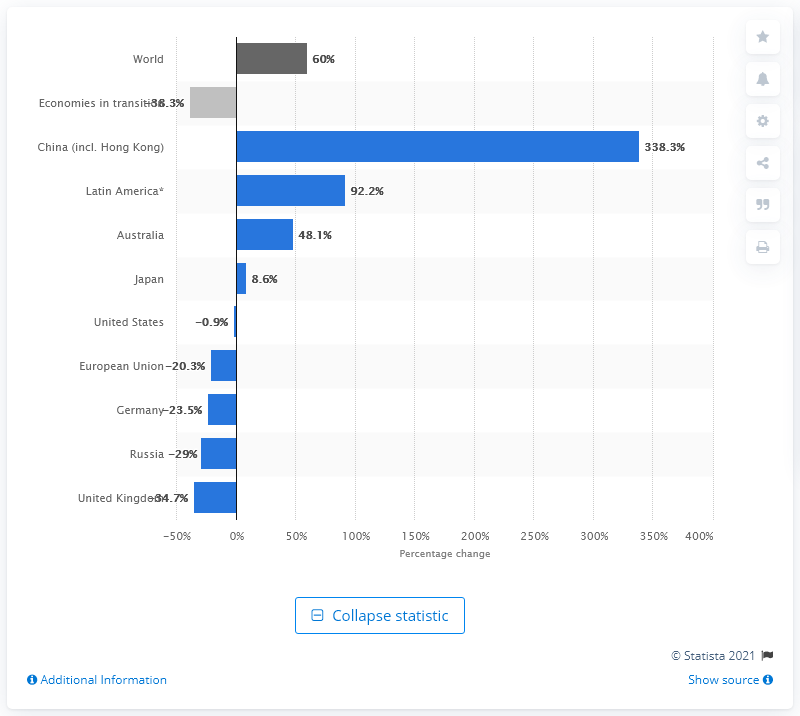 World 60%
Economies in transition −38.3%
China (incl. Hong Kong) 338.3%
Latin America* 92.2%
Australia 48.1%
Japan 8.6%
United States −0.9%
European Union −20.3%
Germany −23.5%
Russia −29%
United Kingdom −34.7%
−50% 0% 50% 100% 150% 200% 250% 300% 350% 400%
Percentage change
Collapse statistic
© Statista 2021
Additional Information Show source